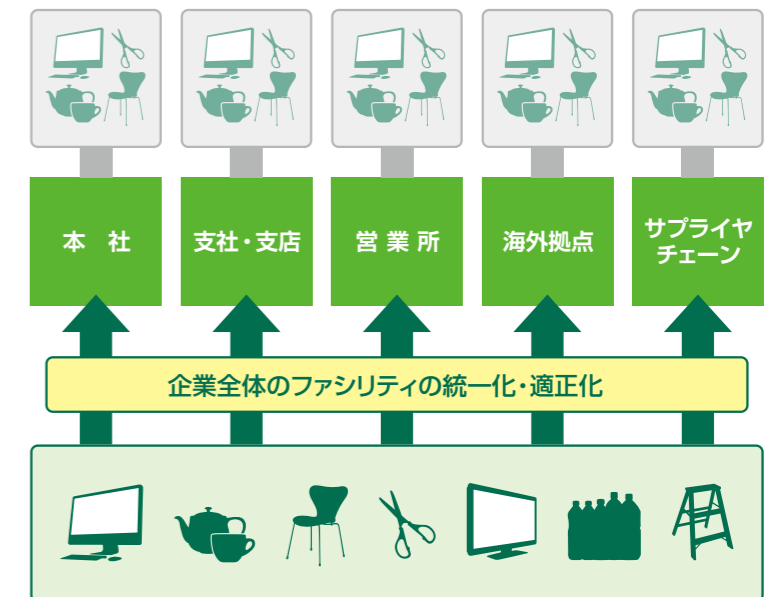 本 社
支社・支店
営業所
海外拠点
サプライヤ
チェーン
企業全体のファシリティの統一化・適正化